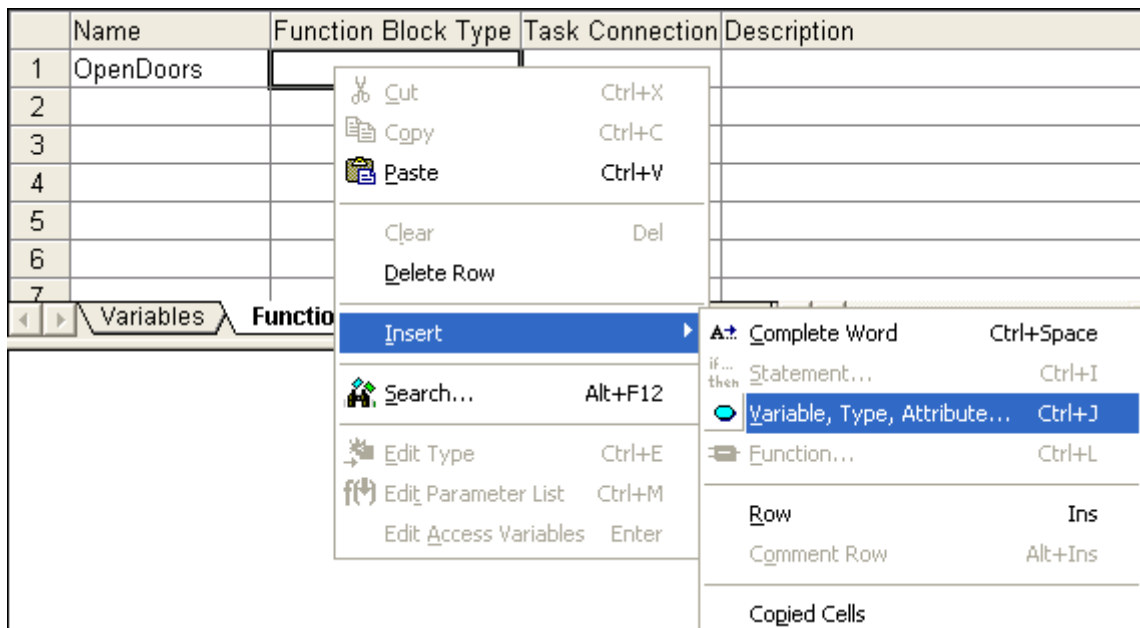 Name Function Block Type Task Connection Description
1 OpenDoors
2
3
4
5
6
7
Variables Functio
Cut Ctrl+X
Copy Ctrl+C
Paste Ctrl+V
Clear Del
Delete Row
Insert
Search... Alt+F12
Edit Type Ctrl+E
Edit Parameter List Ctrl+M
Edit Access Variables Enter
Complete Word Ctrl+Space
if... then Statement... Ctrl+I
Variable, Type, Attribute... Ctrl+J
Function... Ctrl+L
Row Ins
Comment Row Alt+Ins
Copied Cells